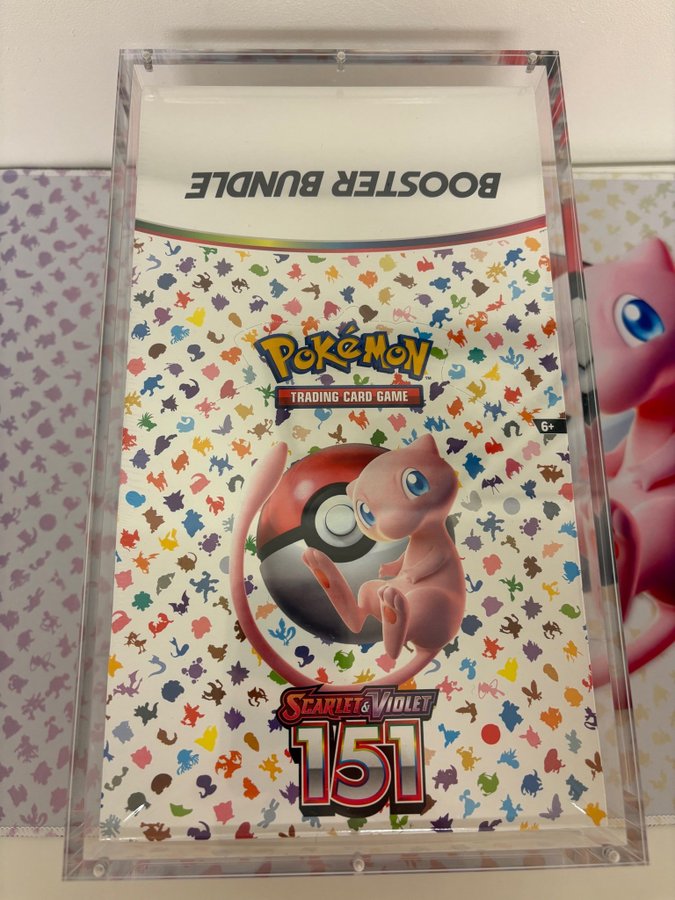 BOOSTER BUNDLE
POKéMON
TRADING CARD GAME
6+
SCARLET & VIOLET
151